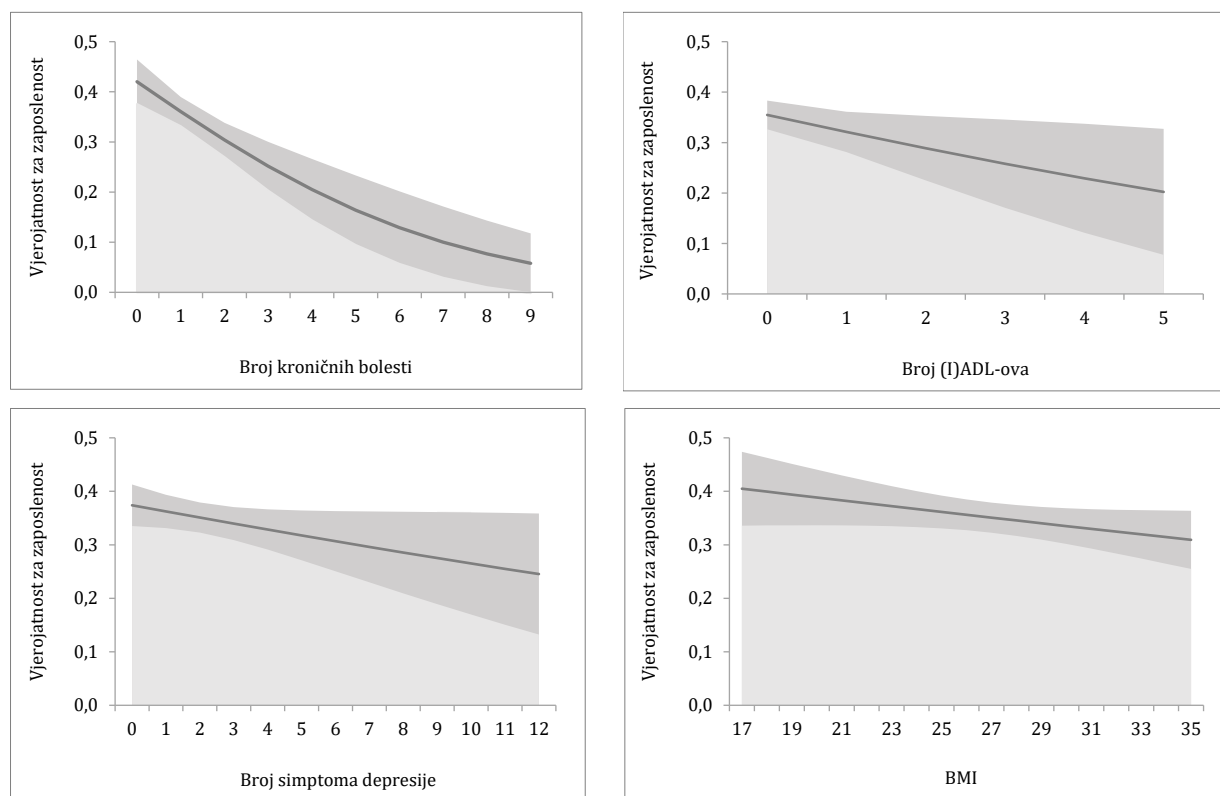 Vjerojatnost za zaposlenost
0,5
0,4
0,3
0,2
0,1
0,0
0 1 2 3 4 5 6 7 8 9
Broj kroničnih bolesti
Vjerojatnost za zaposlenost
0,5
0,4
0,3
0,2
0,1
0,0
0 1 2 3 4 5
Broj (I)ADL-ova
Vjerojatnost za zaposlenost
0,5
0,4
0,3
0,2
0,1
0,0
0 1 2 3 4 5 6 7 8 9 10 11 12
Broj simptoma depresije
Vjerojatnost za zaposlenost
0,5
0,4
0,3
0,2
0,1
0,0
17 19 21 23 25 27 29 31 33 35
BMI